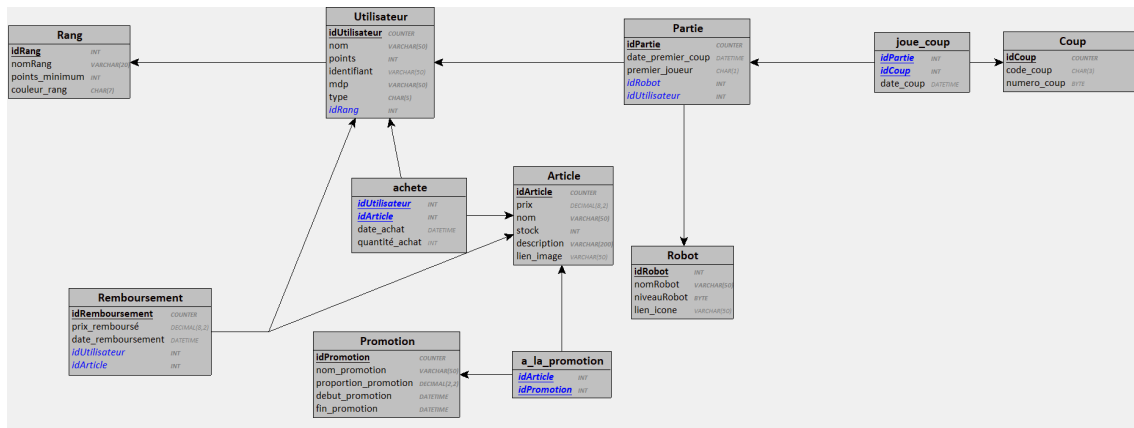 Rang
idRang INT
nomRang VARCHAR(20)
points_minimum INT
couleur_rang CHAR(7)
Utilisateur
idUtilisateur COUNTER
nom VARCHAR(50)
points INT
identifiant VARCHAR(50)
mdp VARCHAR(50)
type CHAR(5)
idRang INT
Partie
idPartie COUNTER
date_premier_coup DATETIME
premier_joueur CHAR(1)
idRobot INT
idUtilisateur INT
joue_coup
idPartie INT
idCoup INT
date_coup DATETIME
Coup
idCoup COUNTER
code_coup CHAR(3)
numero_coup BYTE
achete
idUtilisateur INT
idArticle INT
date_achat DATETIME
quantité_achat INT
Article
idArticle COUNTER
prix DECIMAL(8,2)
nom VARCHAR(50)
stock INT
description VARCHAR(200)
lien_image VARCHAR(50)
Robot
idRobot INT
nomRobot VARCHAR(50)
niveauRobot BYTE
lien_icone VARCHAR(50)
Remboursement
idRemboursement COUNTER
prix_remboursé DECIMAL(8,2)
date_remboursement DATETIME
idUtilisateur INT
idArticle INT
Promotion
idPromotion COUNTER
nom_promotion VARCHAR(50)
proportion_promotion DECIMAL(2,2)
debut_promotion DATETIME
fin_promotion DATETIME
a_la_promotion
idArticle INT
idPromotion INT